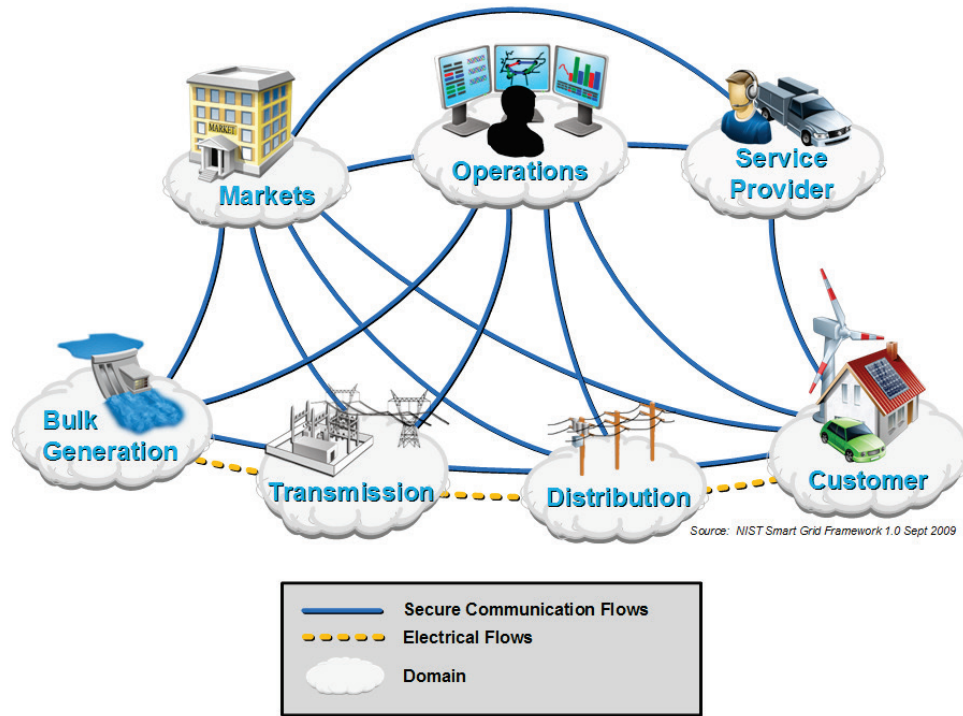 MARKET
Markets
Operations
Service
Provider
Bulk
Generation
Transmission
Distribution
Customer
Source: NIST Smart Grid Framework 1.0 Sept 2009
Secure Communication Flows
Electrical Flows
Domain